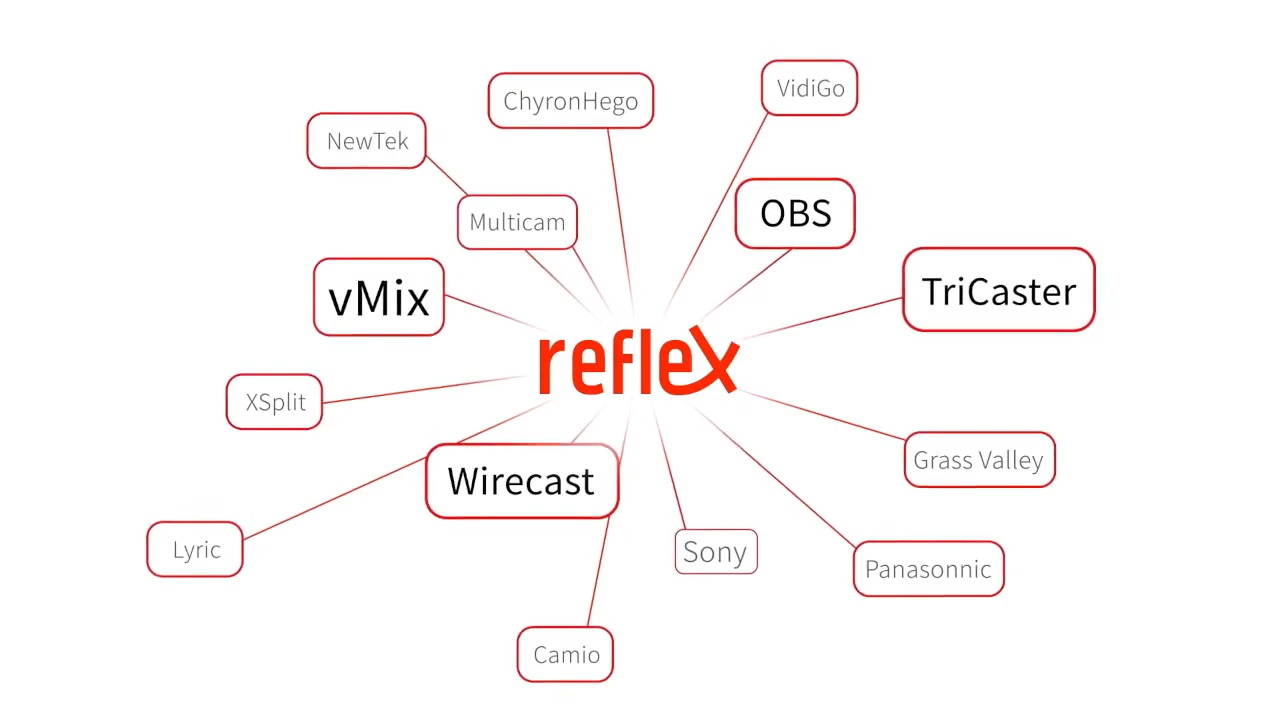 VidiGo
ChyronHego
NewTek
OBS
Multicam
TriCaster
vMix
reflex
XSplit
Grass Valley
Wirecast
Lyric
Sony
Panasonnic
Camio